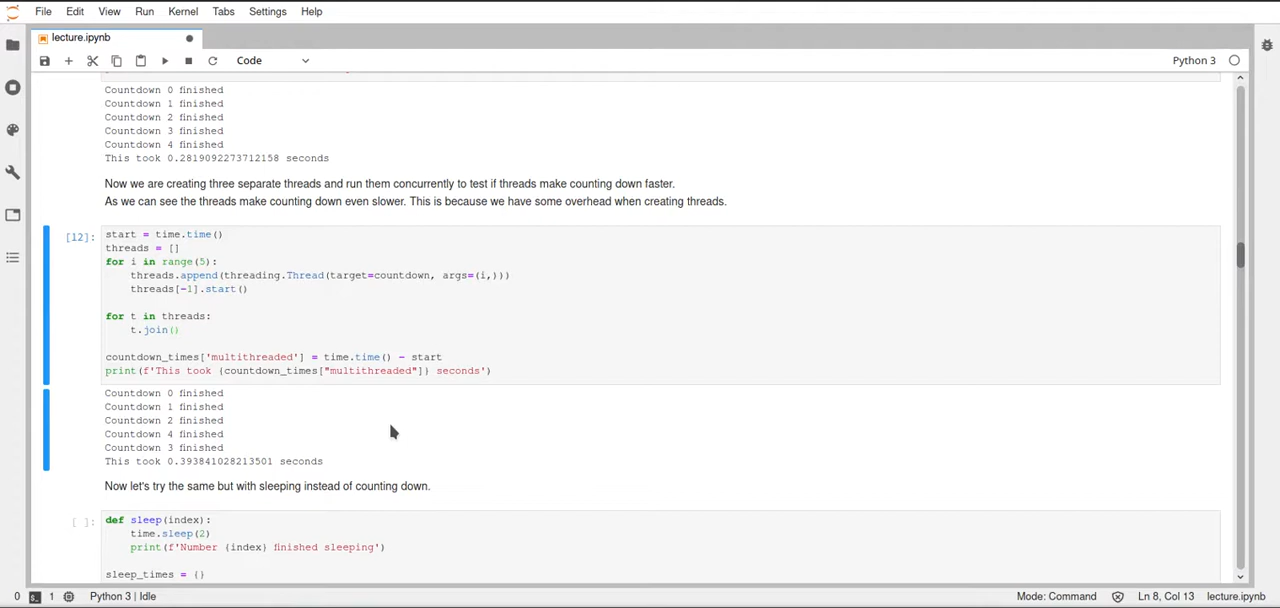 File Edit View Run Kernel Tabs Settings Help
lecture.ipynb
Code
Python 3
Countdown 0 finished
Countdown 1 finished
Countdown 2 finished
Countdown 3 finished
Countdown 4 finished
This took 0.2819092273712158 seconds
Now we are creating three separate threads and run them concurrently to test if threads make counting down faster.
As we can see the threads make counting down even slower. This is because we have some overhead when creating threads.
[12]:
start = time.time()
threads = []
for i in range(5):
    threads.append(threading.Thread(target=countdown, args=(i,)))
    threads[-1].start()
for t in threads:
    t.join()
countdown_times['multithreaded'] = time.time() - start
print(f'This took {countdown_times["multithreaded"]} seconds')
Countdown 0 finished
Countdown 1 finished
Countdown 2 finished
Countdown 4 finished
Countdown 3 finished
This took 0.393841028213501 seconds
Now let's try the same but with sleeping instead of counting down.
[ ]:
def sleep(index):
    time.sleep(2)
    print(f'Number {index} finished sleeping')
sleep_times = {}
0 1 Python 3 | Idle Mode: Command Ln 8, Col 13 lecture.ipynb